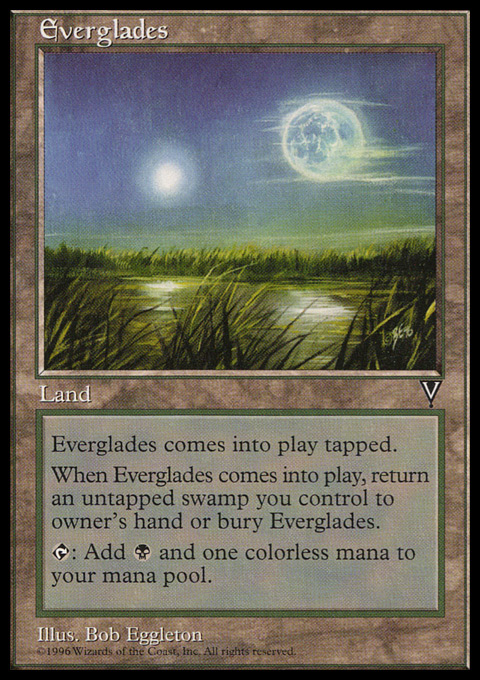 Everglades
Land
V
Everglades comes into play tapped.
When Everglades comes into play, return
an untapped swamp you control to
owner's hand or bury Everglades.
: Add and one colorless mana to
your mana pool.
Illus. Bob Eggleton
©1996 Wizards of the Coast, Inc. All rights reserved.